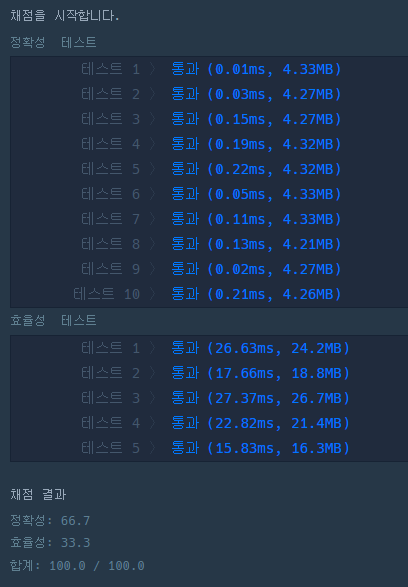 채점을 시작합니다.
정확성 테스트
테스트 1 〉 통과 (0.01ms, 4.33MB)
테스트 2 〉 통과 (0.03ms, 4.27MB)
테스트 3 〉 통과 (0.15ms, 4.27MB)
테스트 4 〉 통과 (0.19ms, 4.32MB)
테스트 5 〉 통과 (0.22ms, 4.32MB)
테스트 6 〉 통과 (0.05ms, 4.33MB)
테스트 7 〉 통과 (0.11ms, 4.33MB)
테스트 8 〉 통과 (0.13ms, 4.21MB)
테스트 9 〉 통과 (0.02ms, 4.27MB)
테스트 10 〉 통과 (0.21ms, 4.26MB)
효율성 테스트
테스트 1 〉 통과 (26.63ms, 24.2MB)
테스트 2 〉 통과 (17.66ms, 18.8MB)
테스트 3 〉 통과 (27.37ms, 26.7MB)
테스트 4 〉 통과 (22.82ms, 21.4MB)
테스트 5 〉 통과 (15.83ms, 16.3MB)
채점 결과
정확성: 66.7
효율성: 33.3
합계: 100.0 / 100.0